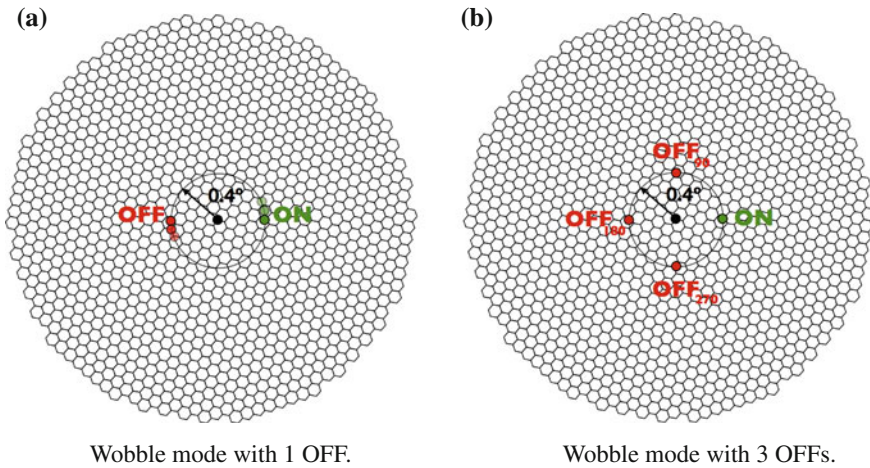 (a)
0.4°
OFF
ON
Wobble mode with 1 OFF.
(b)
OFF90
0.4°
OFF180
ON
OFF270
Wobble mode with 3 OFFs.